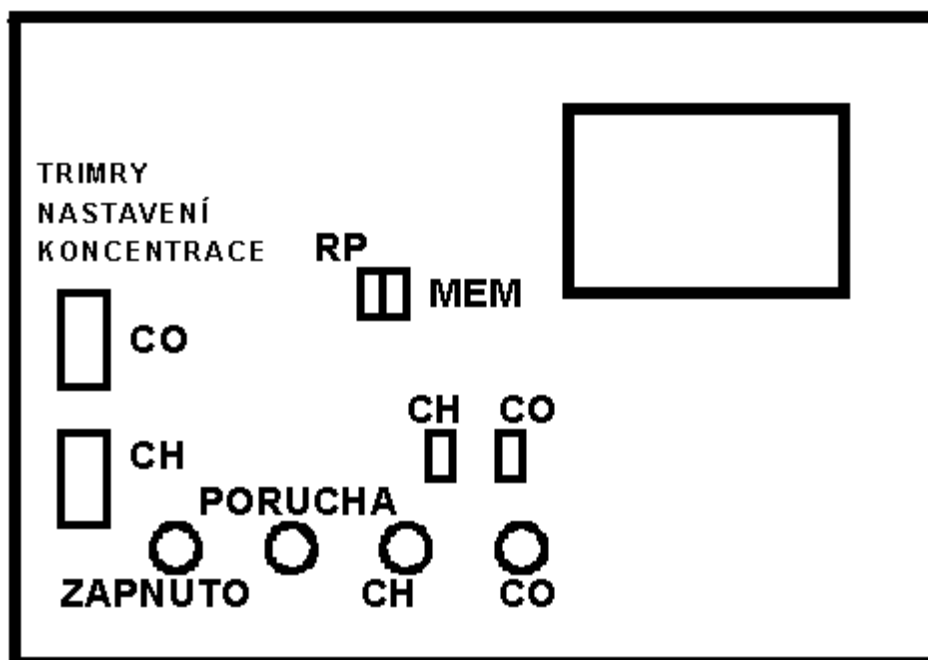 TRIMRY
NASTAVENÍ
KONCENTRACE
RP
MEM
CO
CH CO
CH
PORUCHA
ZAPNUTO CH CO